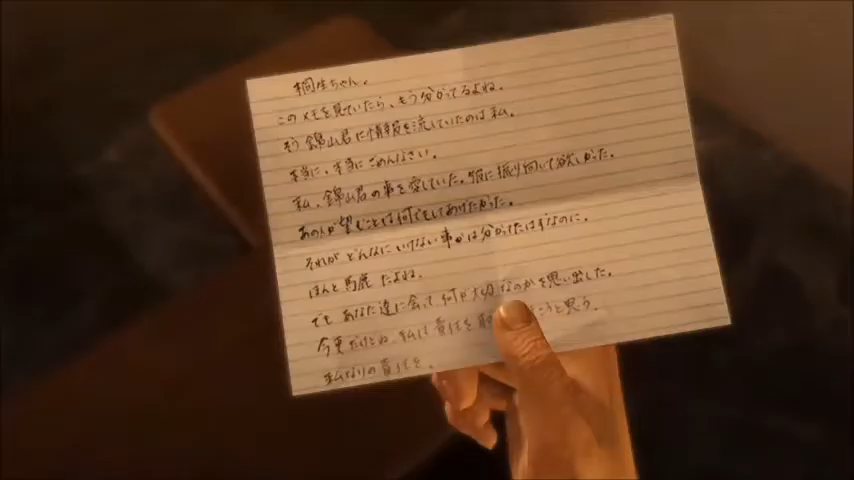 桐生ちゃん。
このメモを見ていたら、もう分かってるよね。
そう 錦山君に情報を流していたのは私。
本当に、本当にごめんなさい。
私、錦山君の事を愛していた。彼に振り向いて欲しかった。
あの人が望むことは何でもしてあげたかった。
それが どんなにいけない事かは分かったはずなのに。
ほんと馬鹿だよね。
でも あなた達に会って 何が大切なのかを思い出した。
今更だけどね、私は責任を こうと思う。
私なりの責任を。